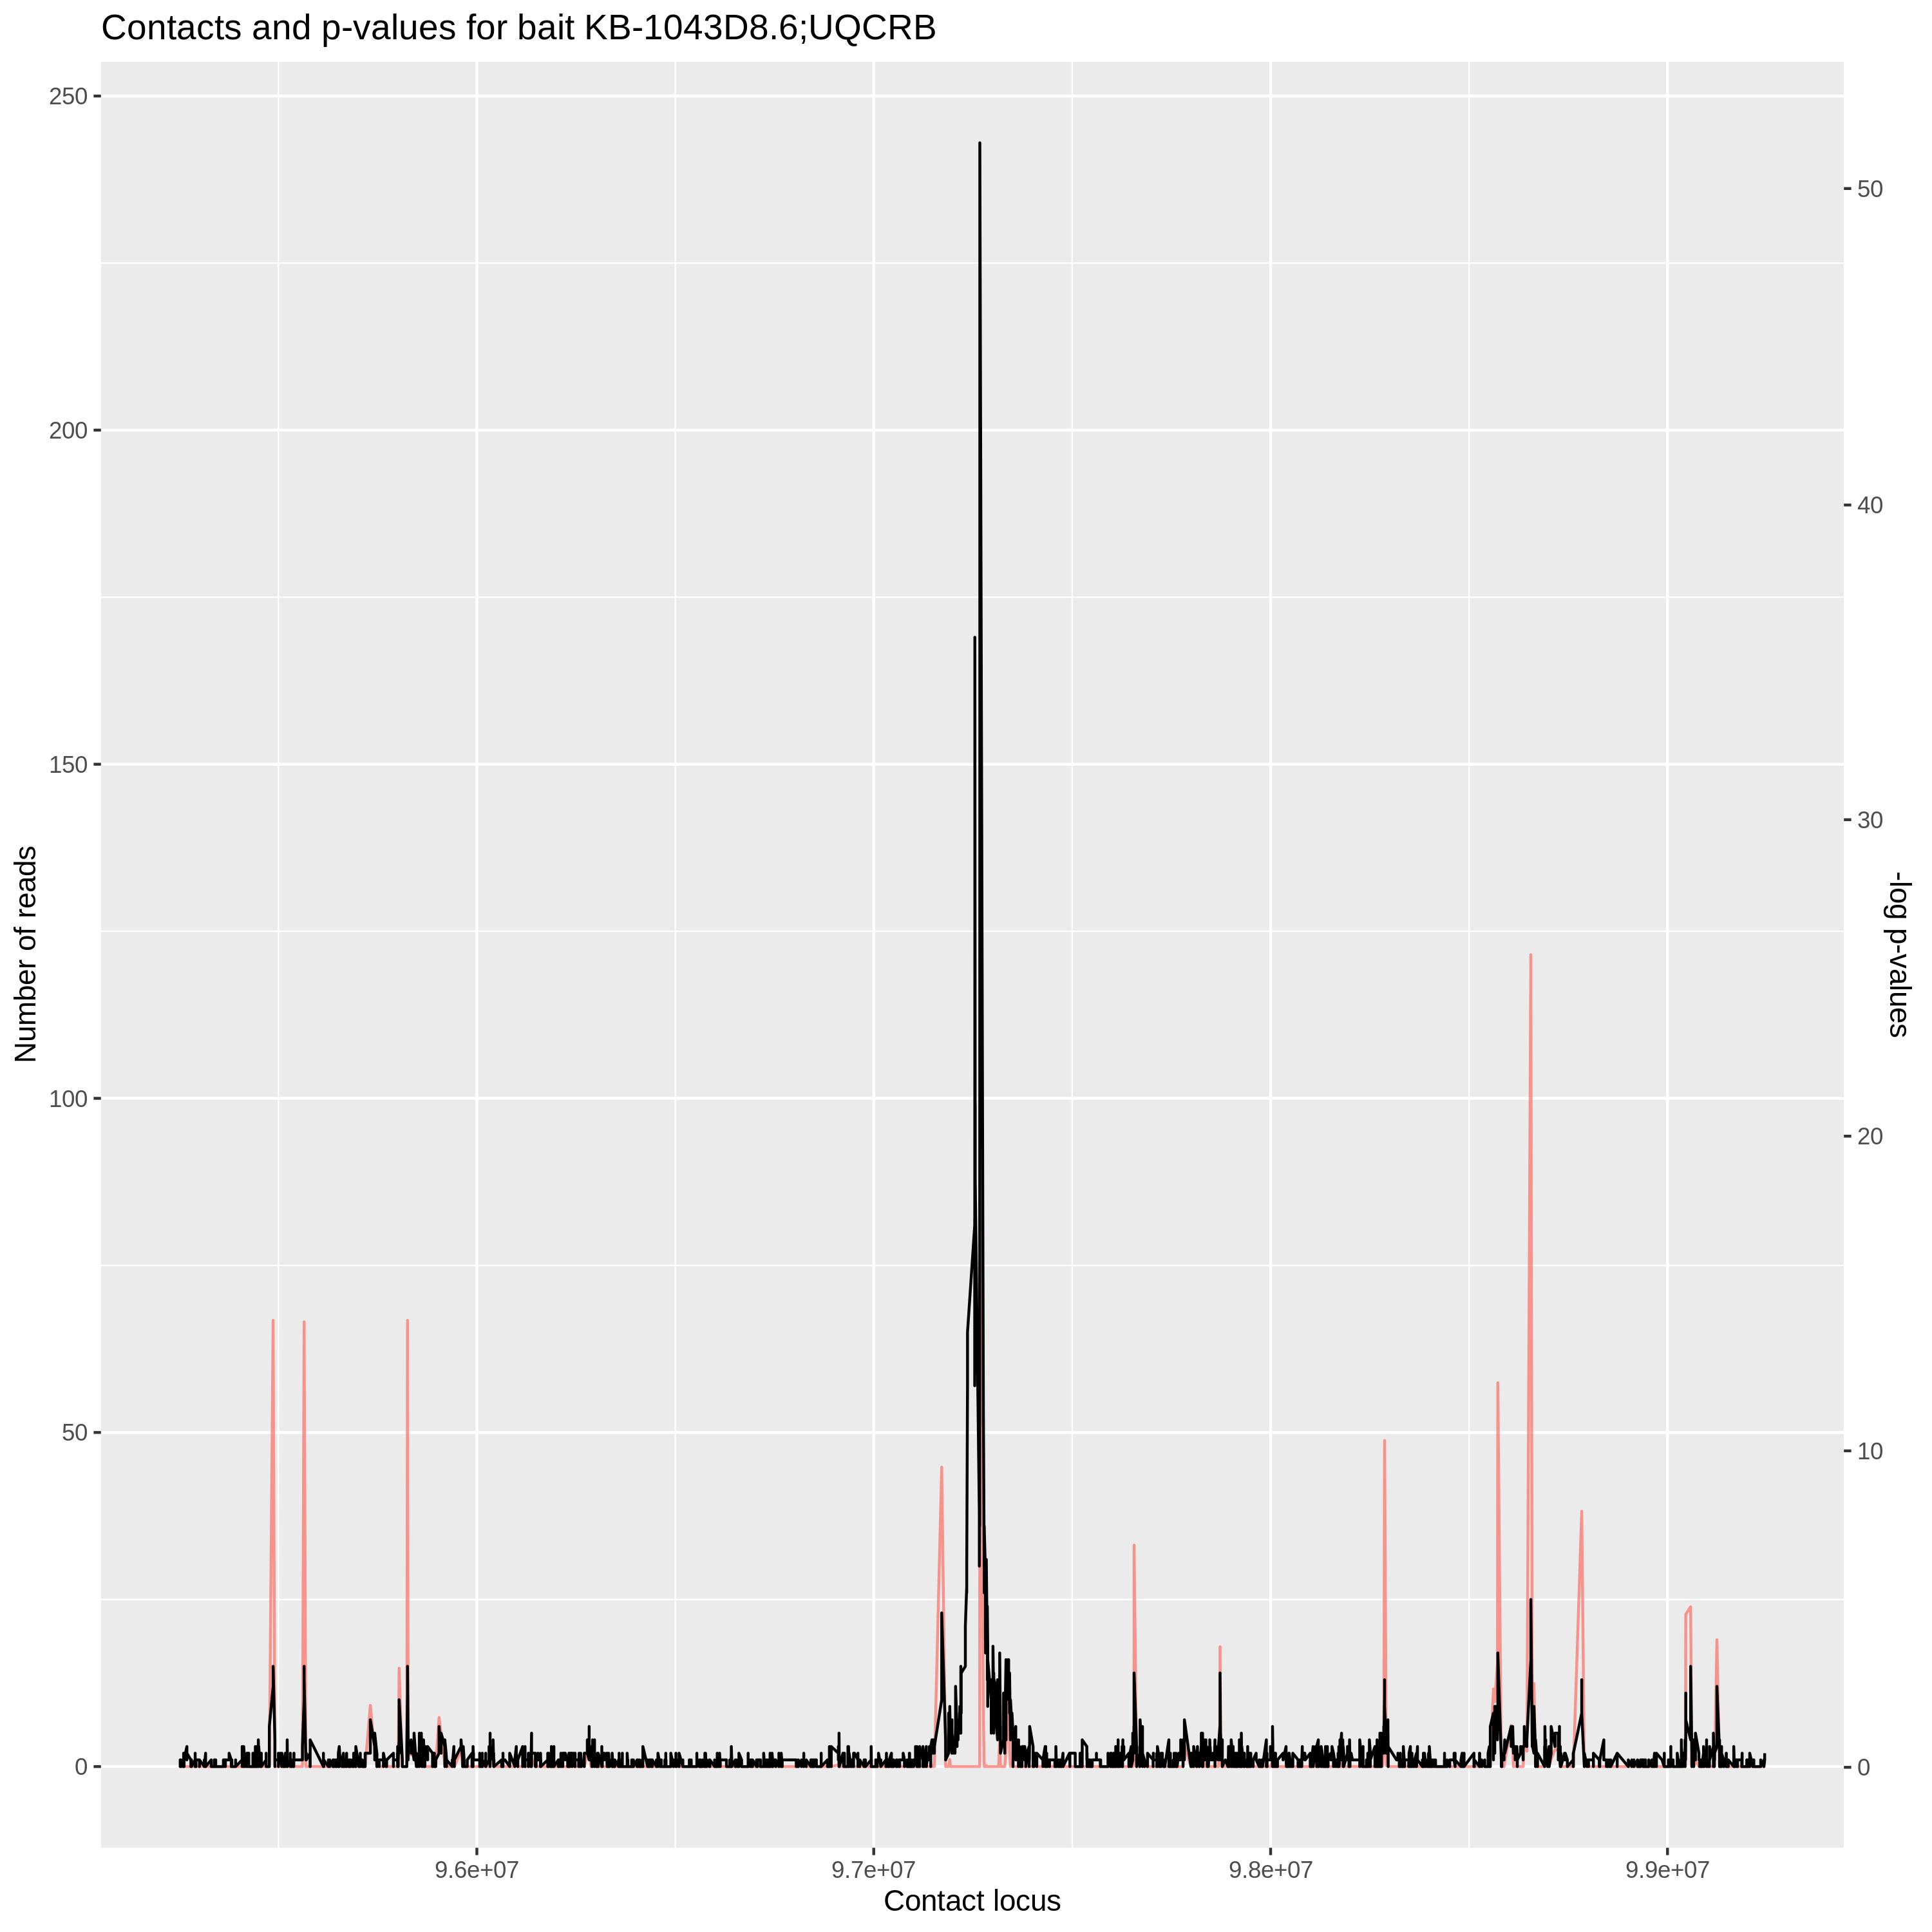 Contacts and p-values for bait KB-1043D8.6;UQCRB
250
200
150
100
50
0
Number of reads
50
40
30
20
10
0
-log p-values
9.6e+07
9.7e+07
9.8e+07
9.9e+07
Contact locus